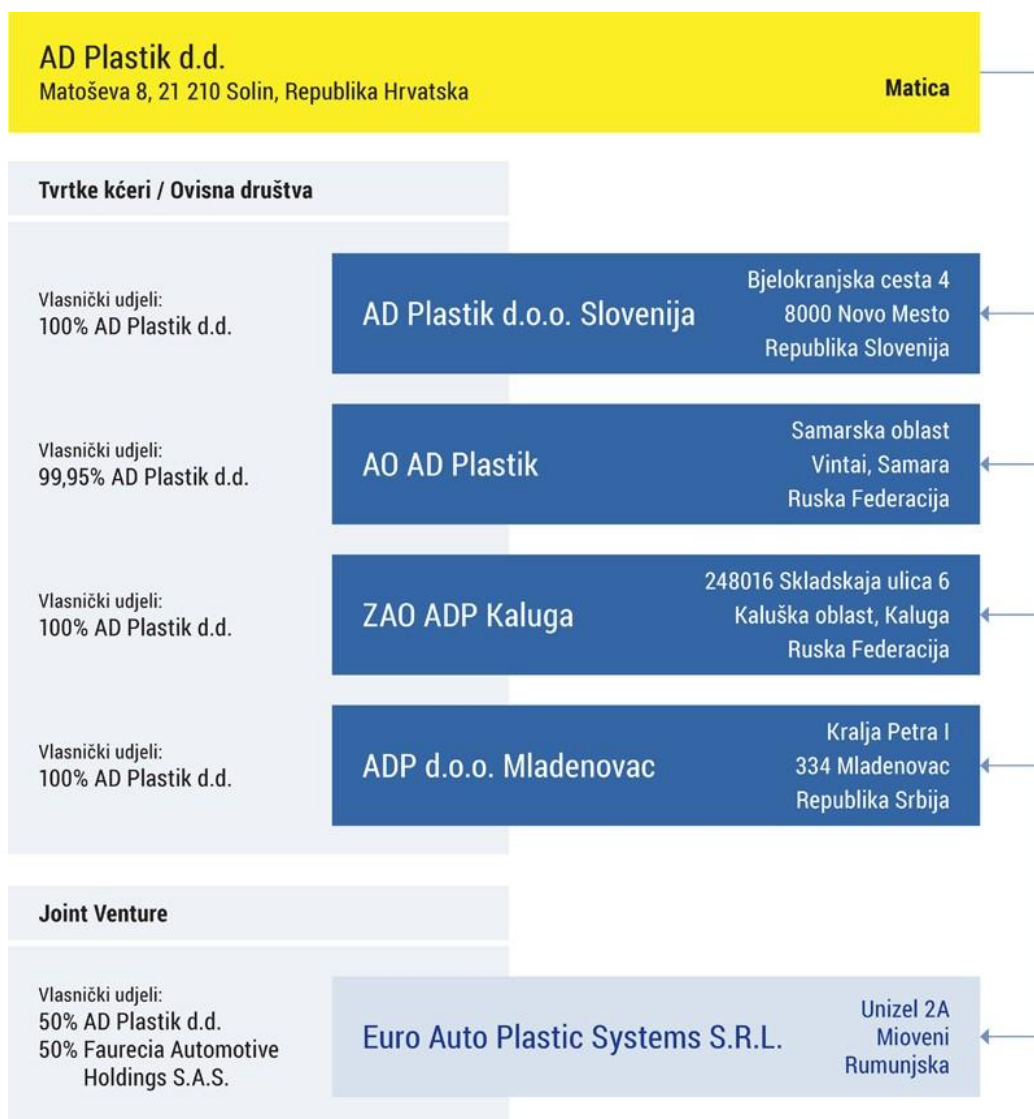 AD Plastik d.d.
Matoševa 8, 21 210 Solin, Republika Hrvatska
Matica
Tvrtke kćeri / Ovisna društva
Vlasnički udjeli:
100% AD Plastik d.d.
AD Plastik d.o.o. Slovenija
Bjelokranjska cesta 4
8000 Novo Mesto
Republika Slovenija
Vlasnički udjeli:
99,95% AD Plastik d.d.
AO AD Plastik
Samarska oblast
Vintai, Samara
Ruska Federacija
Vlasnički udjeli:
100% AD Plastik d.d.
ZAO ADP Kaluga
248016 Skladskaja ulica 6
Kaluška oblast, Kaluga
Ruska Federacija
Vlasnički udjeli:
100% AD Plastik d.d.
ADP d.o.o. Mladenovac
Kralja Petra I
334 Mladenovac
Republika Srbija
Joint Venture
Vlasnički udjeli:
50% AD Plastik d.d.
50% Faurecia Automotive
Holdings S.A.S.
Euro Auto Plastic Systems S.R.L.
Unizel 2A
Mioveni
Rumunjska